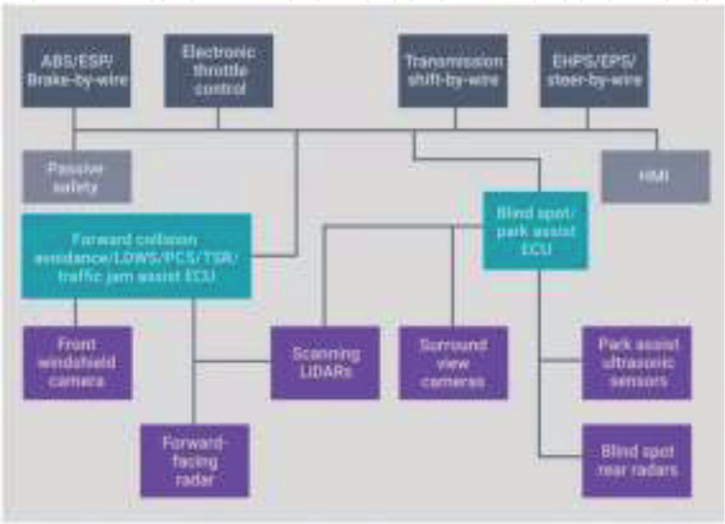 ABS/ESP/
Brake-by-wire
Electronic
throttle
control
Transmission
shift-by-wire
EHPS/EPS/
steer-by-wire
Passive
safety
HMI
Forward collision
avoidance/LDWS/PCS/TSR/
traffic jam assist ECU
Blind spot/
park assist
ECU
Front
windshield
camera
Scanning
LiDARs
Surround
view
cameras
Park assist
ultrasonic
sensors
Forward-
facing
radar
Blind spot
rear radars